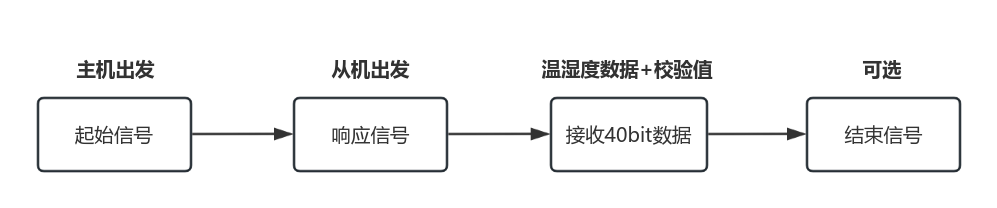 主机出发
从机出发
温湿度数据+校验值
可选
起始信号
响应信号
接收40bit数据
结束信号